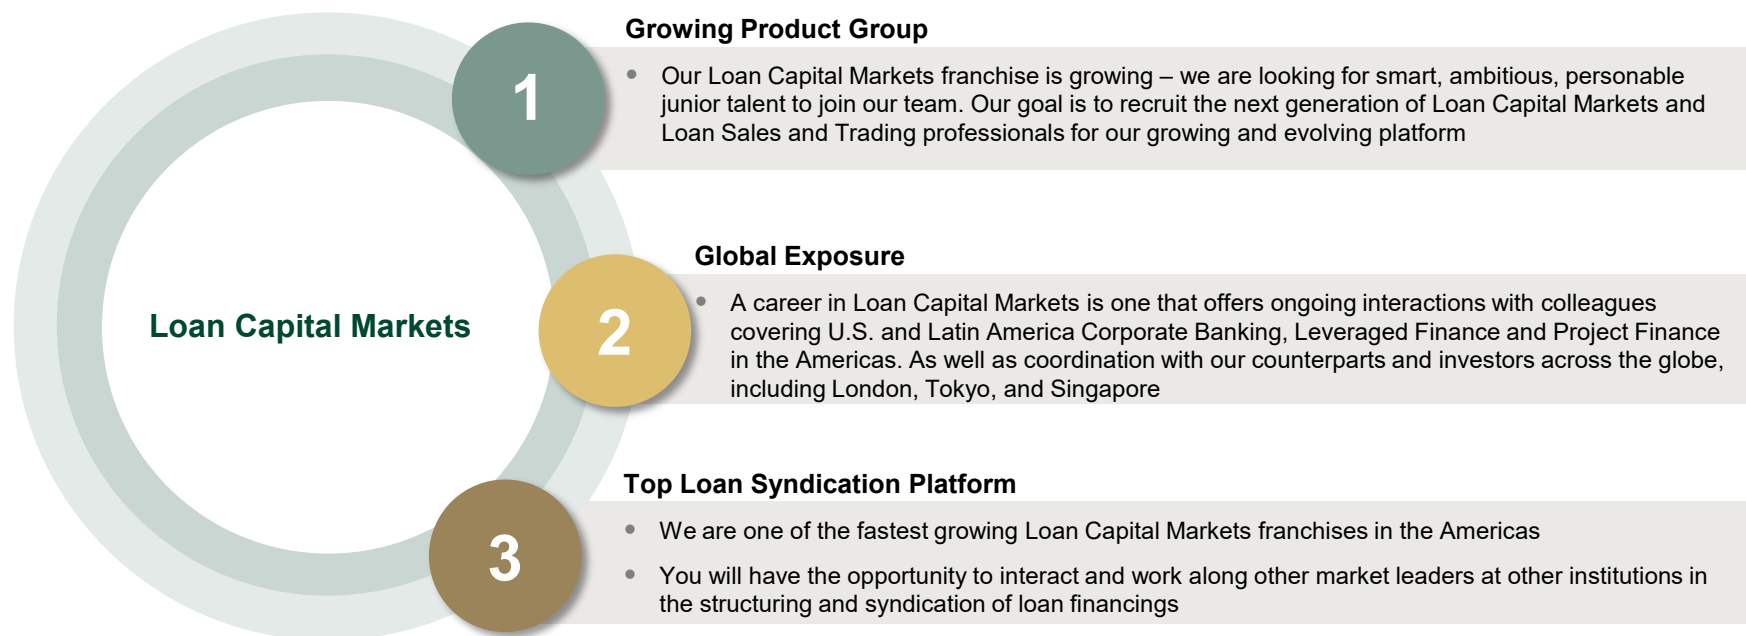 Growing Product Group
1
• Our Loan Capital Markets franchise is growing – we are looking for smart, ambitious, personable
junior talent to join our team. Our goal is to recruit the next generation of Loan Capital Markets and
Loan Sales and Trading professionals for our growing and evolving platform
Global Exposure
Loan Capital Markets
2
• A career in Loan Capital Markets is one that offers ongoing interactions with colleagues
covering U.S. and Latin America Corporate Banking, Leveraged Finance and Project Finance
in the Americas. As well as coordination with our counterparts and investors across the globe,
including London, Tokyo, and Singapore
Top Loan Syndication Platform
3
• We are one of the fastest growing Loan Capital Markets franchises in the Americas
• You will have the opportunity to interact and work along other market leaders at other institutions in
the structuring and syndication of loan financings